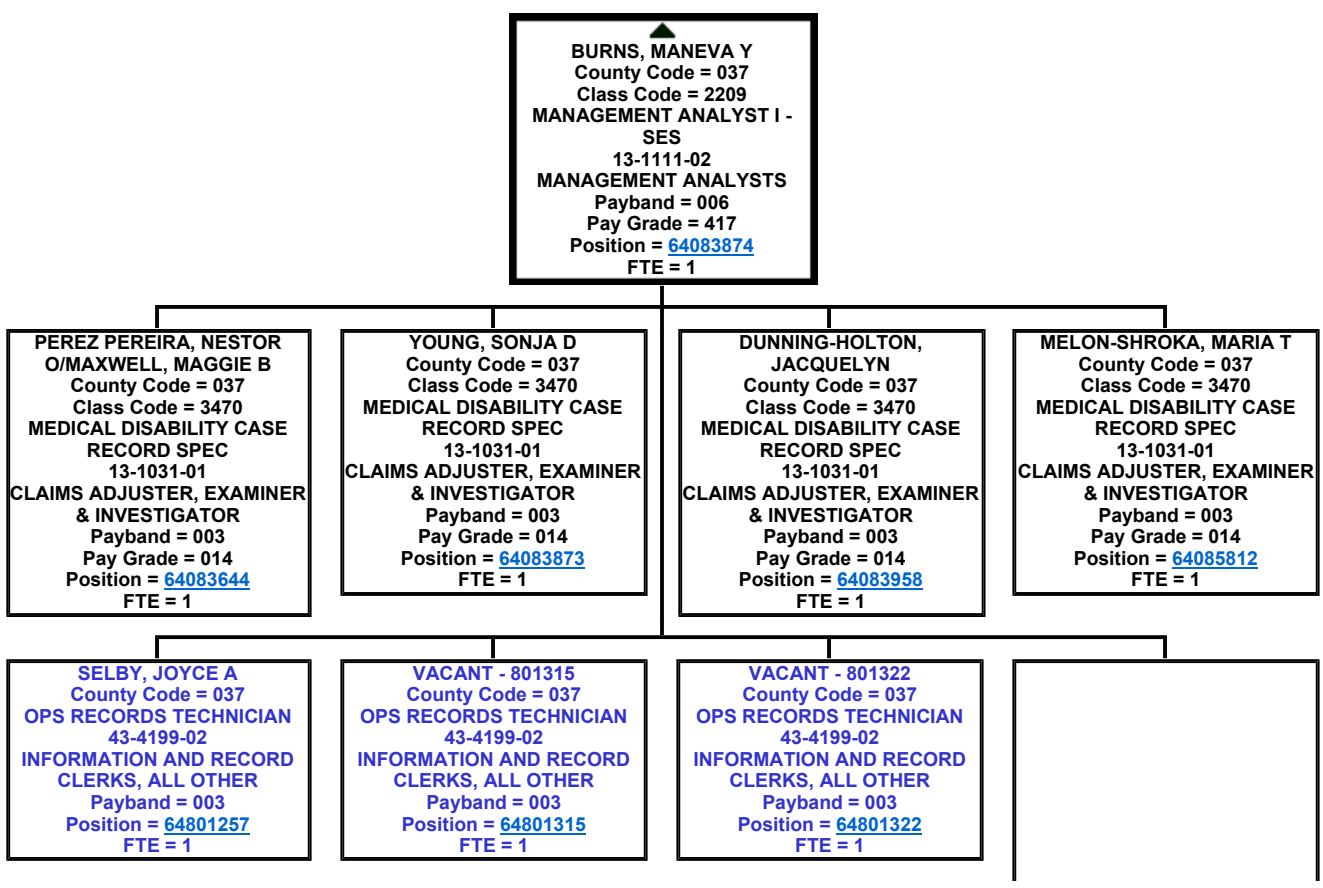 BURNS, MANEVA Y
County Code = 037
Class Code = 2209
MANAGEMENT ANALYST I -
SES
13-1111-02
MANAGEMENT ANALYSTS
Payband = 006
Pay Grade = 417
Position = 64083874
FTE = 1
PEREZ PEREIRA, NESTOR
O/MAXWELL, MAGGIE B
County Code = 037
Class Code = 3470
MEDICAL DISABILITY CASE
RECORD SPEC
13-1031-01
CLAIMS ADJUSTER, EXAMINER
& INVESTIGATOR
Payband = 003
Pay Grade = 014
Position = 64083644
FTE = 1
YOUNG, SONJA D
County Code = 037
Class Code = 3470
MEDICAL DISABILITY CASE
RECORD SPEC
13-1031-01
CLAIMS ADJUSTER, EXAMINER
& INVESTIGATOR
Payband = 003
Pay Grade = 014
Position = 64083873
FTE = 1
DUNNING-HOLTON,
JACQUELYN
County Code = 037
Class Code = 3470
MEDICAL DISABILITY CASE
RECORD SPEC
13-1031-01
CLAIMS ADJUSTER, EXAMINER
& INVESTIGATOR
Payband = 003
Pay Grade = 014
Position = 64083958
FTE = 1
MELON-SHROKA, MARIA T
County Code = 037
Class Code = 3470
MEDICAL DISABILITY CASE
RECORD SPEC
13-1031-01
CLAIMS ADJUSTER, EXAMINER
& INVESTIGATOR
Payband = 003
Pay Grade = 014
Position = 64085812
FTE = 1
SELBY, JOYCE A
County Code = 037
OPS RECORDS TECHNICIAN
43-4199-02
INFORMATION AND RECORD
CLERKS, ALL OTHER
Payband = 003
Position = 64801257
FTE = 1
VACANT - 801315
County Code = 037
OPS RECORDS TECHNICIAN
43-4199-02
INFORMATION AND RECORD
CLERKS, ALL OTHER
Payband = 003
Position = 64801315
FTE = 1
VACANT - 801322
County Code = 037
OPS RECORDS TECHNICIAN
43-4199-02
INFORMATION AND RECORD
CLERKS, ALL OTHER
Payband = 003
Position = 64801322
FTE = 1